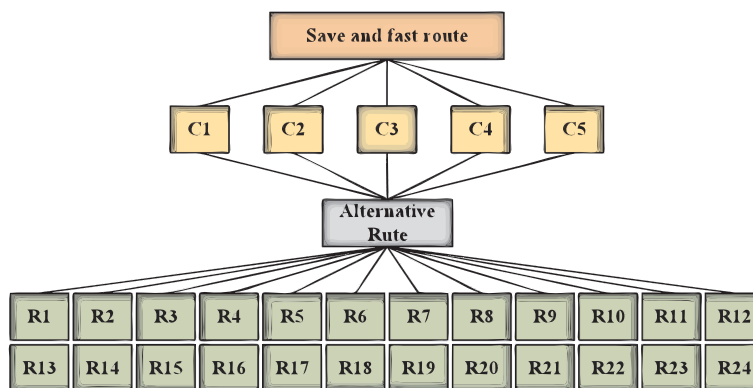 Save and fast route
C1 C2 C3 C4 C5
Alternative
Rute
R1 R2 R3 R4 R5 R6 R7 R8 R9 R10 R11 R12
R13 R14 R15 R16 R17 R18 R19 R20 R21 R22 R23 R24